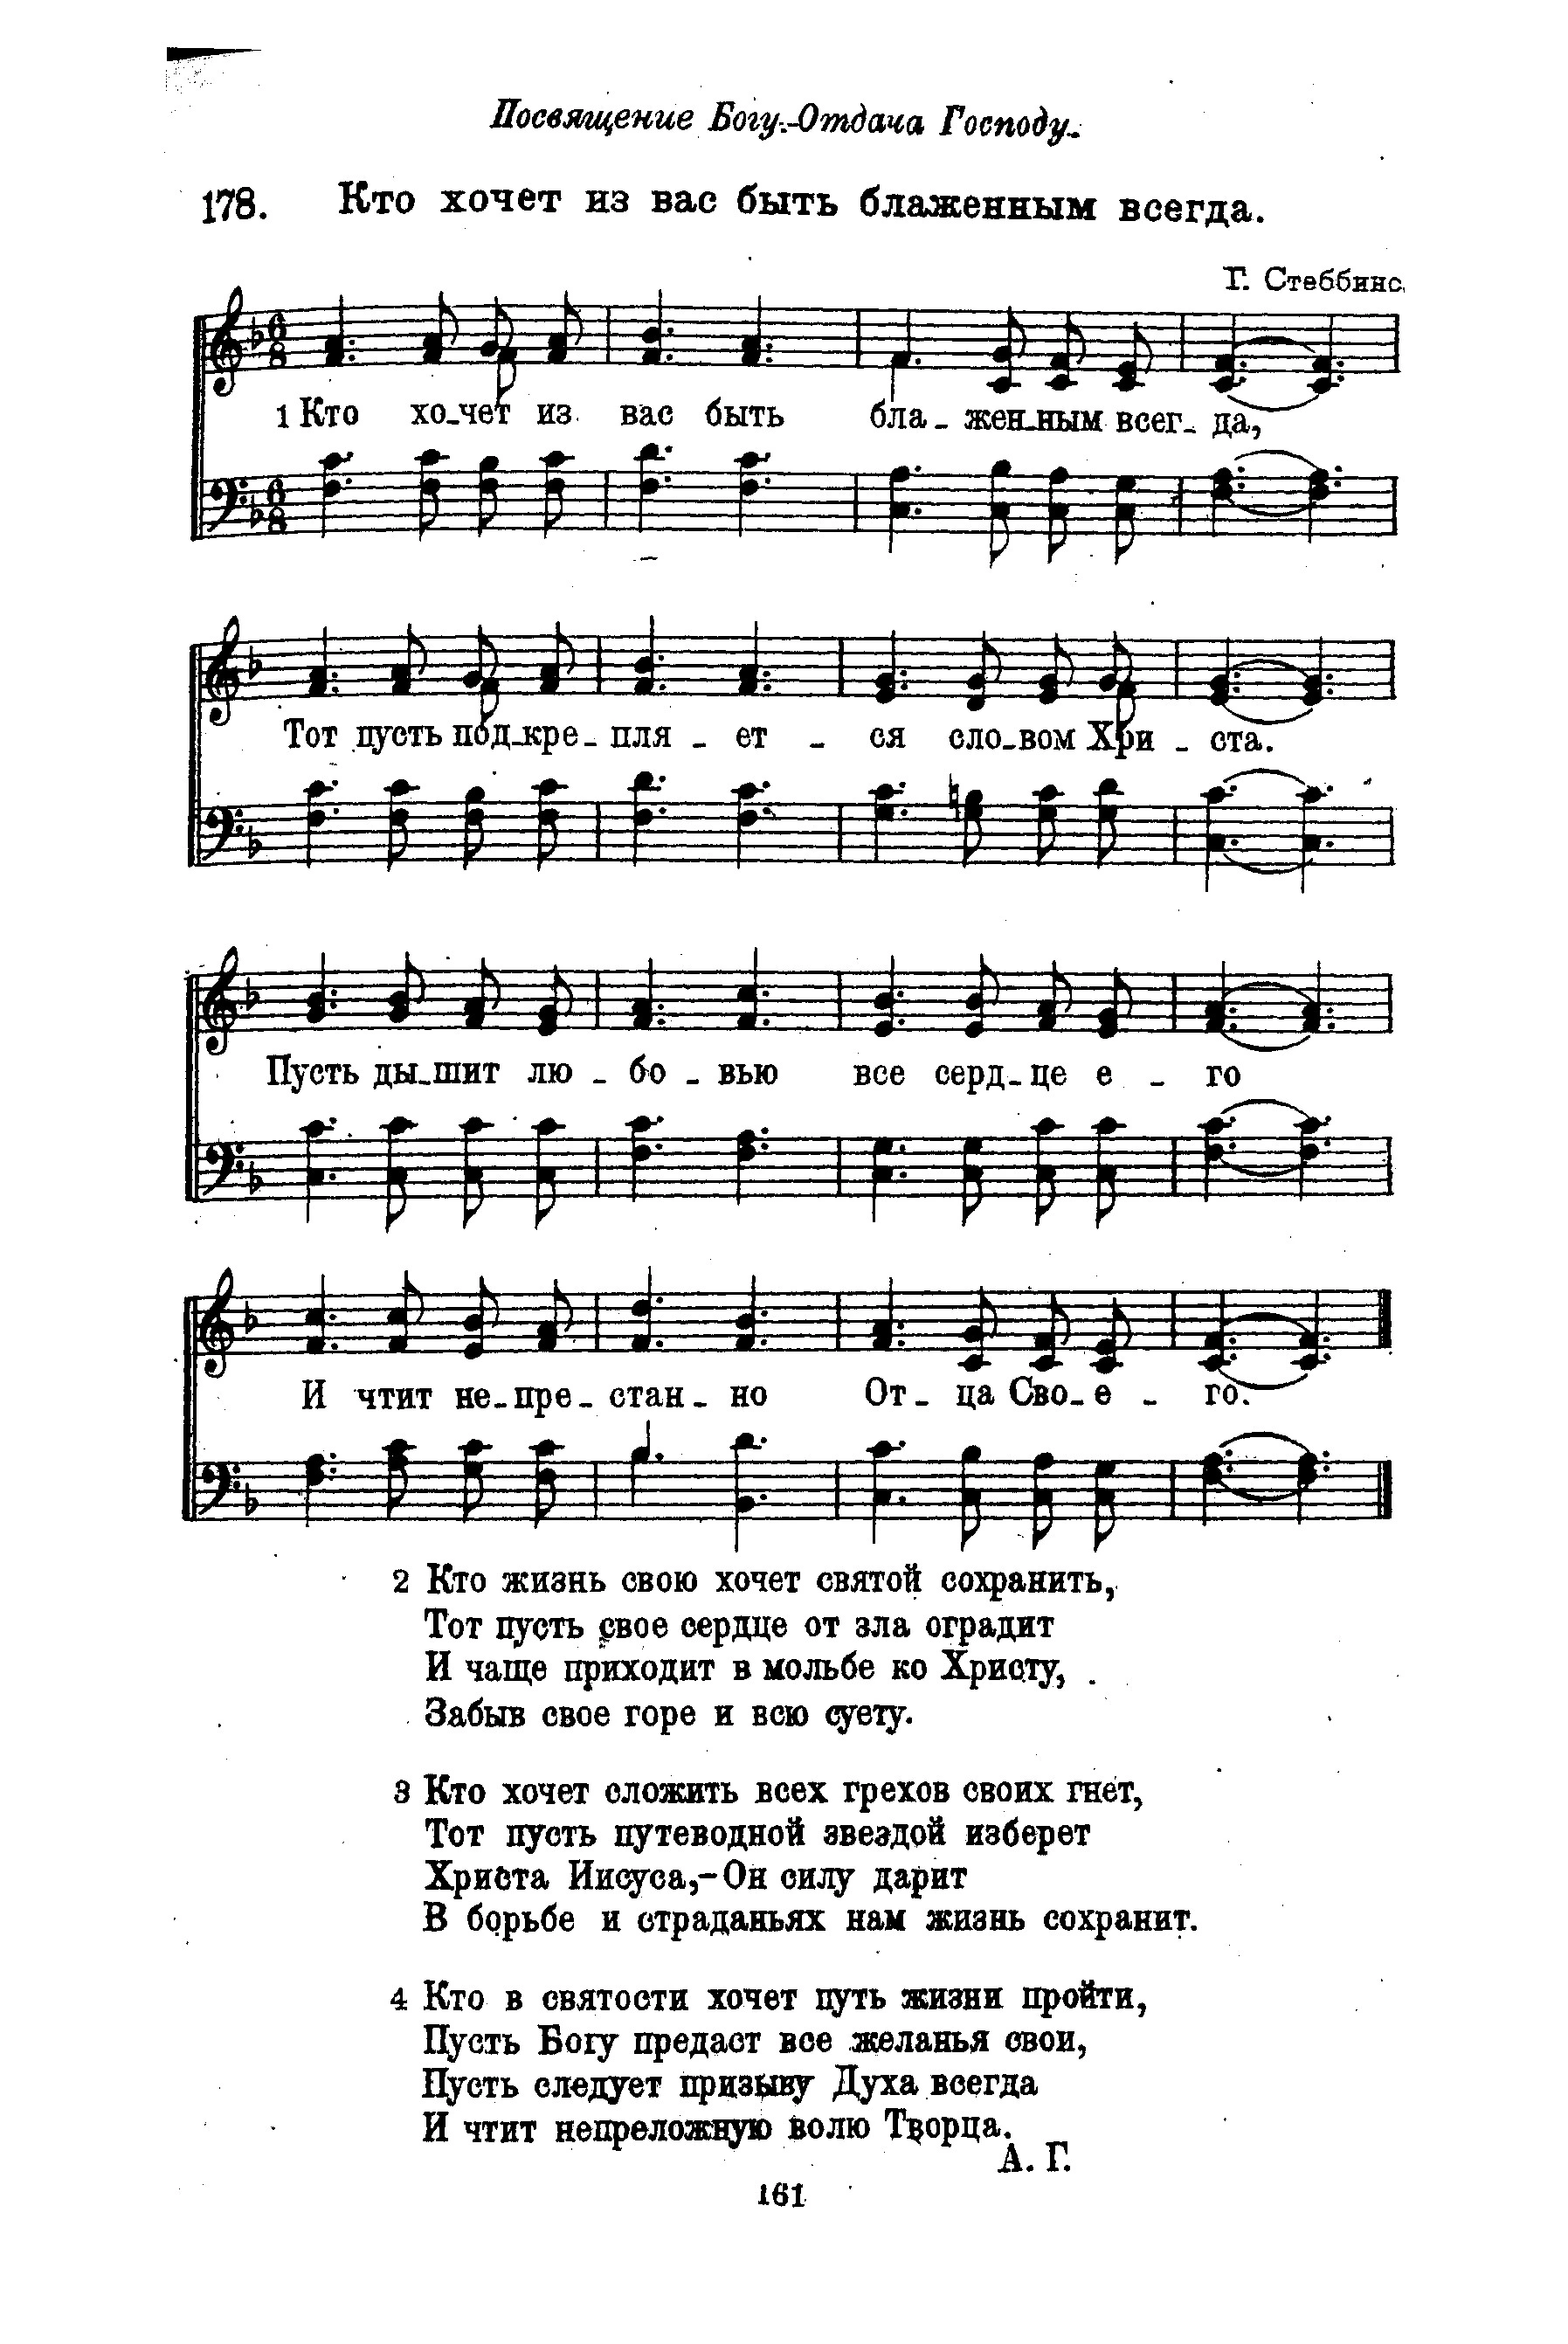 Посвящение Богу.-Отдача Господу.
178. Кто хочет из вас быть блаженным всегда.
Г. Стеббинс.
1 Кто хо-чет из вас быть бла-жен-ным всег-да,
Тот пусть под-кре-пля-ет-ся сло-вом Хри-ста.
Пусть ды-шит лю-бо-вью все серд-це е-го
И чтит не-пре-стан-но От-ца Сво-е-го.
2 Кто жизнь свою хочет святой сохранить,
Тот пусть свое сердце от зла оградит
И чаще приходит в мольбе ко Христу,
Забыв свое горе и всю суету.
3 Кто хочет сложить всех грехов своих гнет,
Тот пусть путеводной звездой изберет
Христа Иисуса,-Он силу дарит
В борьбе и страданьях нам жизнь сохранит.
4 Кто в святости хочет путь жизни пройти,
Пусть Богу предаст все желанья свои,
Пусть следует призыву Духа всегда
И чтит непреложную волю Творца.
А. Г.
161